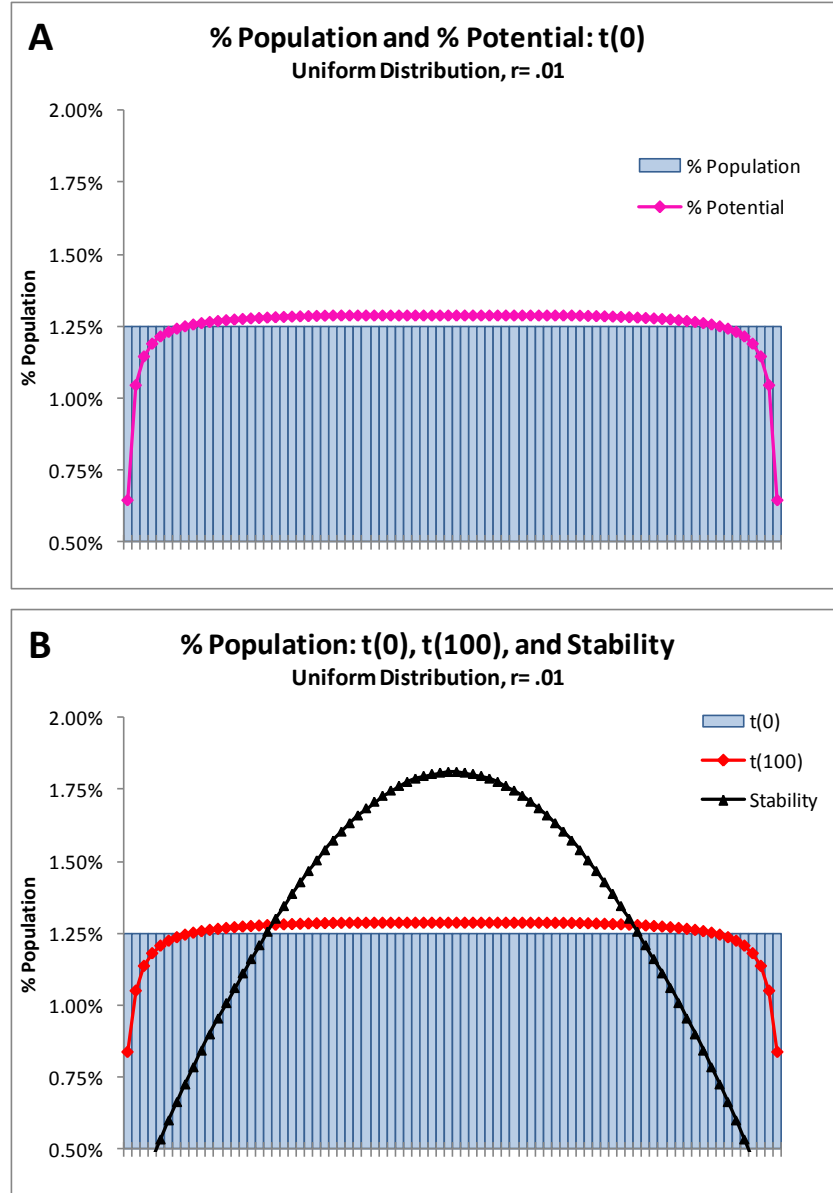 A
% Population and % Potential: t(0)
Uniform Distribution, r= .01
2.00%
1.75%
1.50%
1.25%
1.00%
0.75%
0.50%
% Population
% Population
% Potential
B
% Population: t(0), t(100), and Stability
Uniform Distribution, r= .01
2.00%
1.75%
1.50%
1.25%
1.00%
0.75%
0.50%
% Population
t(0)
t(100)
Stability